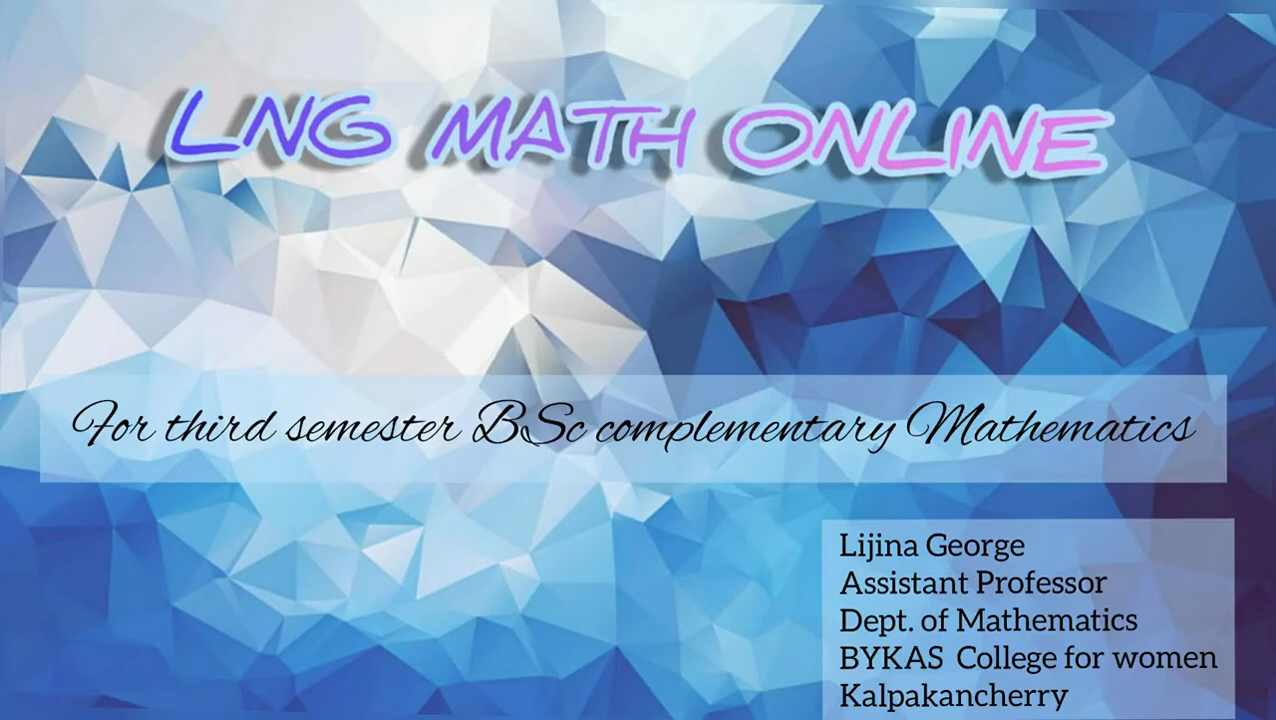 LNG MATH ONLINE
For third semester BSc complementary Mathematics
Lijina George
Assistant Professor
Dept. of Mathematics
BYKAS College for women
Kalpakancherry